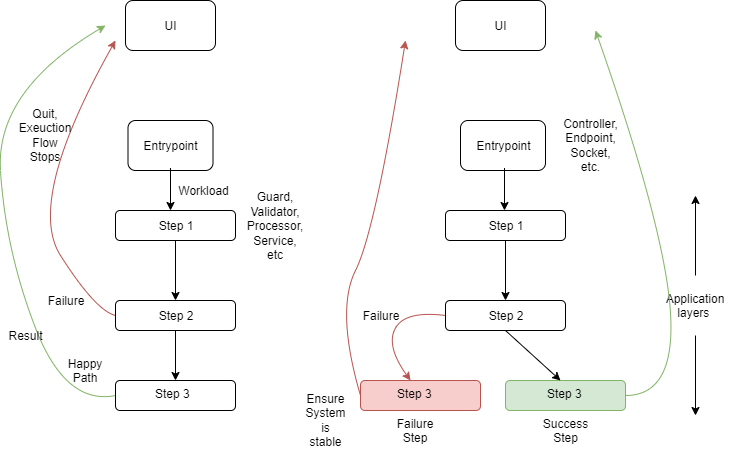 UI
Quit,
Exeuction
Flow
Stops
Entrypoint
Workload
Step 1
Guard,
Validator,
Processor,
Service,
etc
Failure
Step 2
Result
Happy
Path
Step 3
UI
Controller,
Endpoint,
Socket,
etc.
Entrypoint
Step 1
Application
layers
Failure
Step 2
Ensure
System
is
stable
Step 3
Failure
Step
Step 3
Success
Step